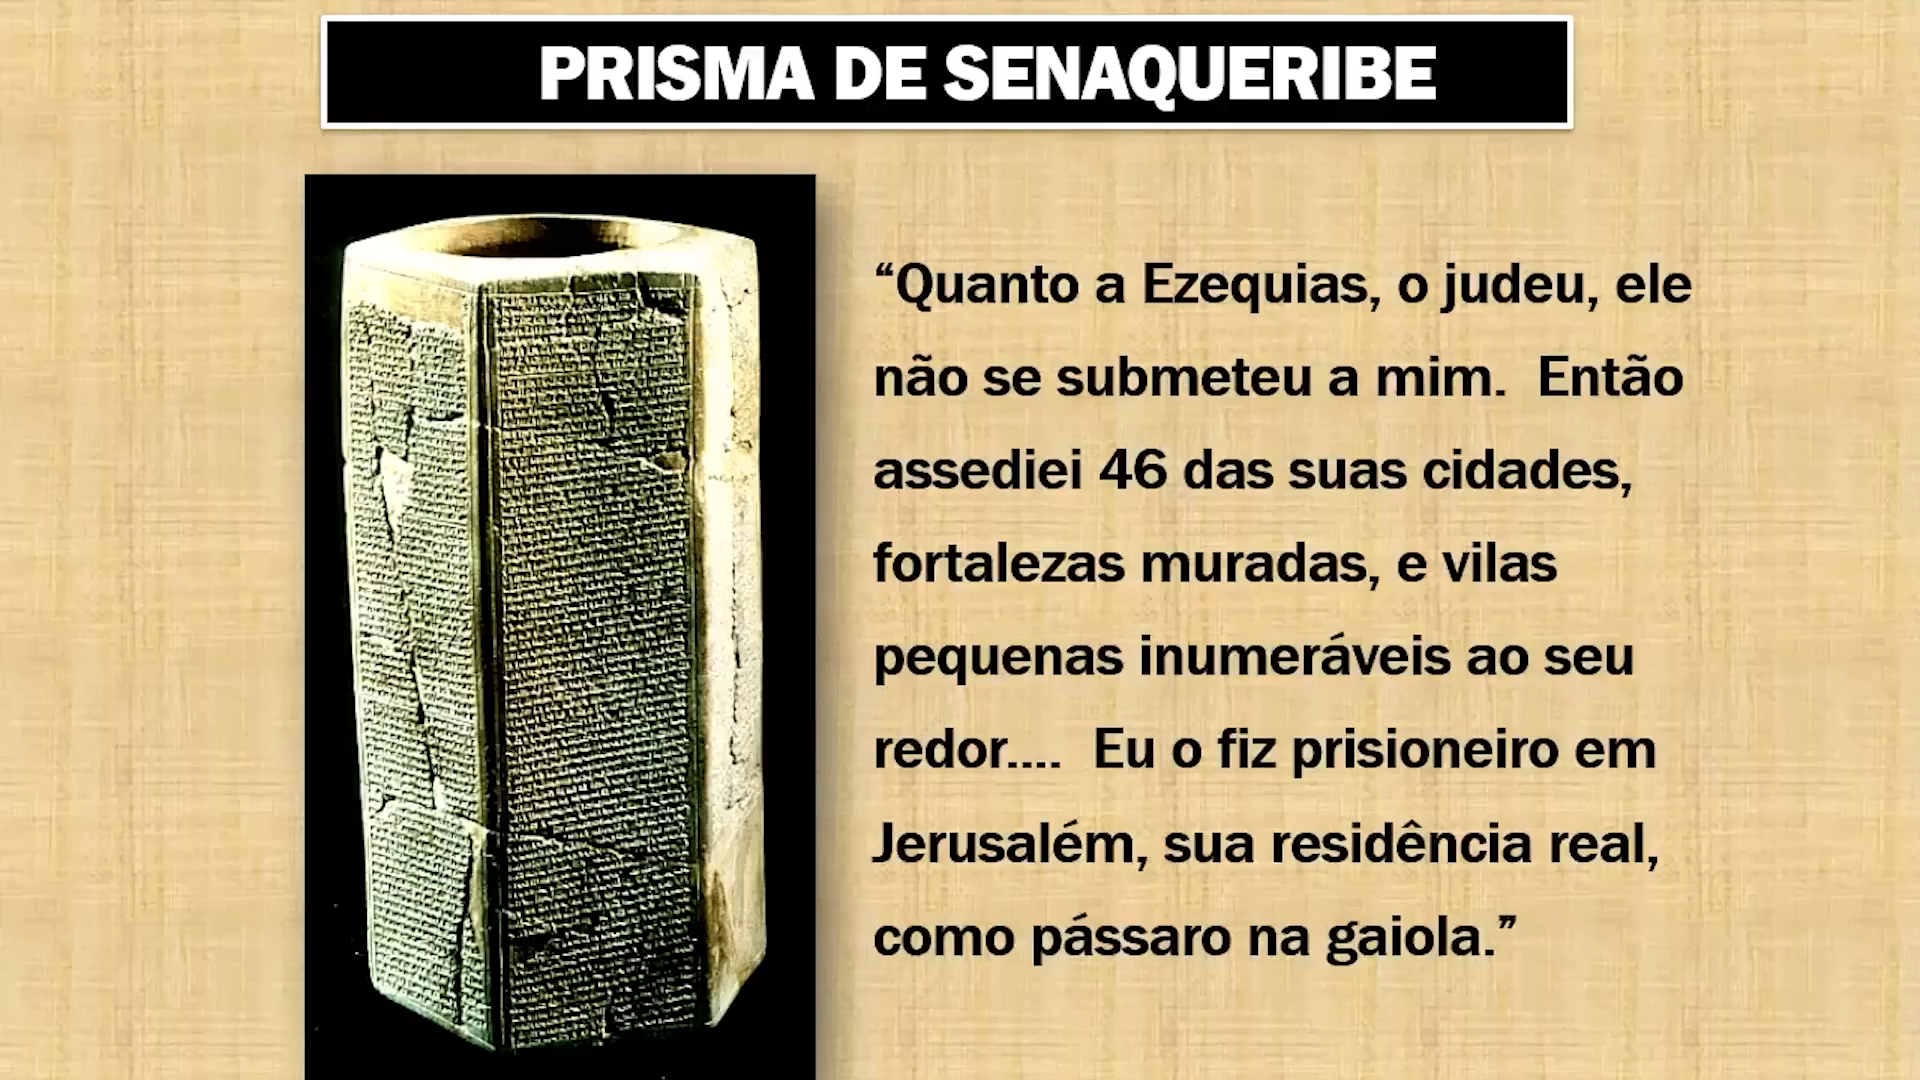 PRISMA DE SENAQUERIBE
“Quanto a Ezequias, o judeu, ele
não se submeteu a mim.  Então
assediei 46 das suas cidades,
fortalezas muradas, e vilas
pequenas inumeráveis ao seu
redor....  Eu o fiz prisioneiro em
Jerusalém, sua residência real,
como pássaro na gaiola.”